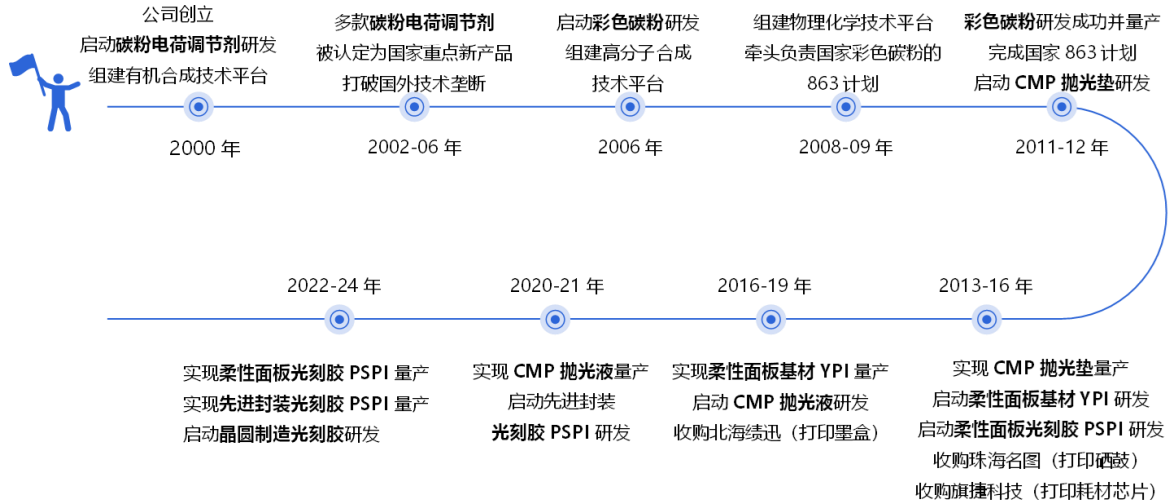 公司创立
启动碳粉电荷调节剂研发
组建有机合成技术平台
2000 年
多款碳粉电荷调节剂
被认定为国家重点新产品
打破国外技术垄断
2002-06 年
启动彩色碳粉研发
组建高分子合成
技术平台
2006 年
组建物理化学技术平台
牵头负责国家彩色碳粉的
863 计划
2008-09 年
彩色碳粉研发成功并量产
完成国家 863 计划
启动 CMP 抛光垫研发
2011-12 年
2013-16 年
实现 CMP 抛光垫量产
启动柔性面板基材 YPI 研发
启动柔性面板光刻胶 PSPI 研发
收购珠海名图（打印硒鼓）
收购旗捷科技（打印耗材芯片）
2016-19 年
实现柔性面板基材 YPI 量产
启动 CMP 抛光液研发
收购北海绩迅（打印墨盒）
2020-21 年
实现 CMP 抛光液量产
启动先进封装
光刻胶 PSPI 研发
2022-24 年
实现柔性面板光刻胶 PSPI 量产
实现先进封装光刻胶 PSPI 量产
启动晶圆制造光刻胶研发